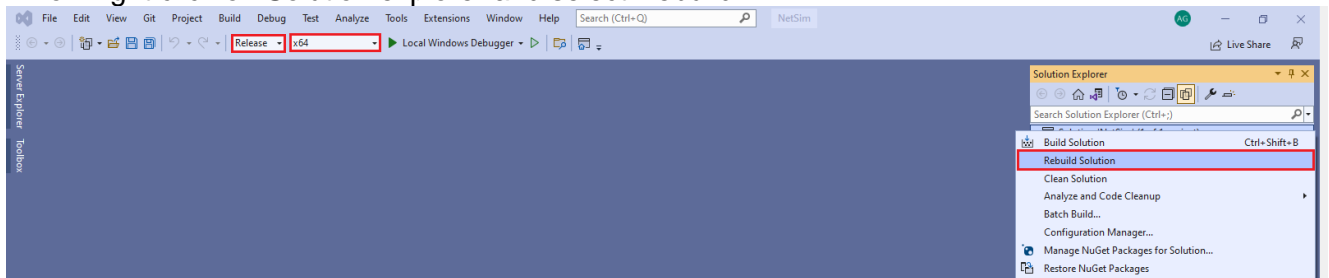 File Edit View Git Project Build Debug Test Analyze Tools Extensions Window Help Search (Ctrl+Q) NetSim AG
Release x64 Local Windows Debugger Live Share
Server Explorer
Toolbox
Solution Explorer
Search Solution Explorer (Ctrl+;)
Build Solution Ctrl+Shift+B
Rebuild Solution
Clean Solution
Analyze and Code Cleanup
Batch Build...
Configuration Manager...
Manage NuGet Packages for Solution...
Restore NuGet Packages